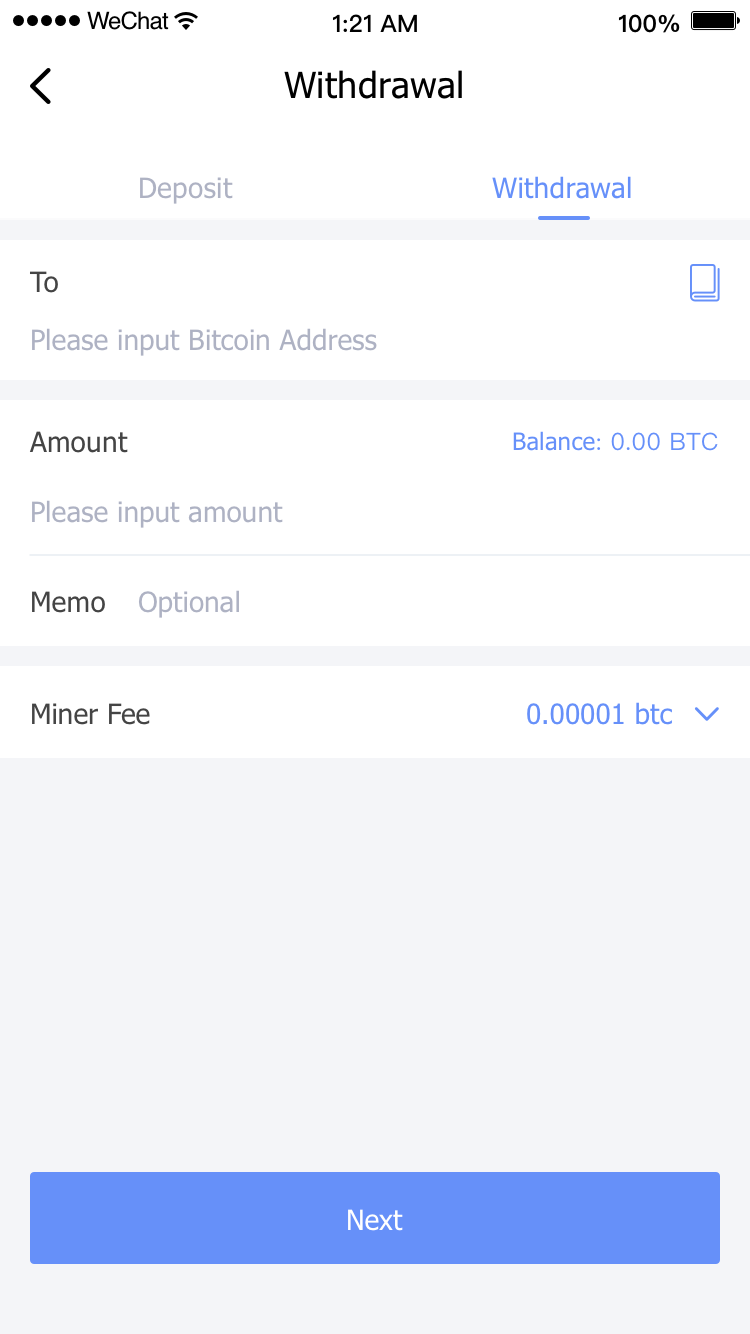 WeChat 1:21 AM 100%
Withdrawal
Deposit Withdrawal
To
Please input Bitcoin Address
Amount Balance: 0.00 BTC
Please input amount
Memo Optional
Miner Fee 0.00001 btc
Next